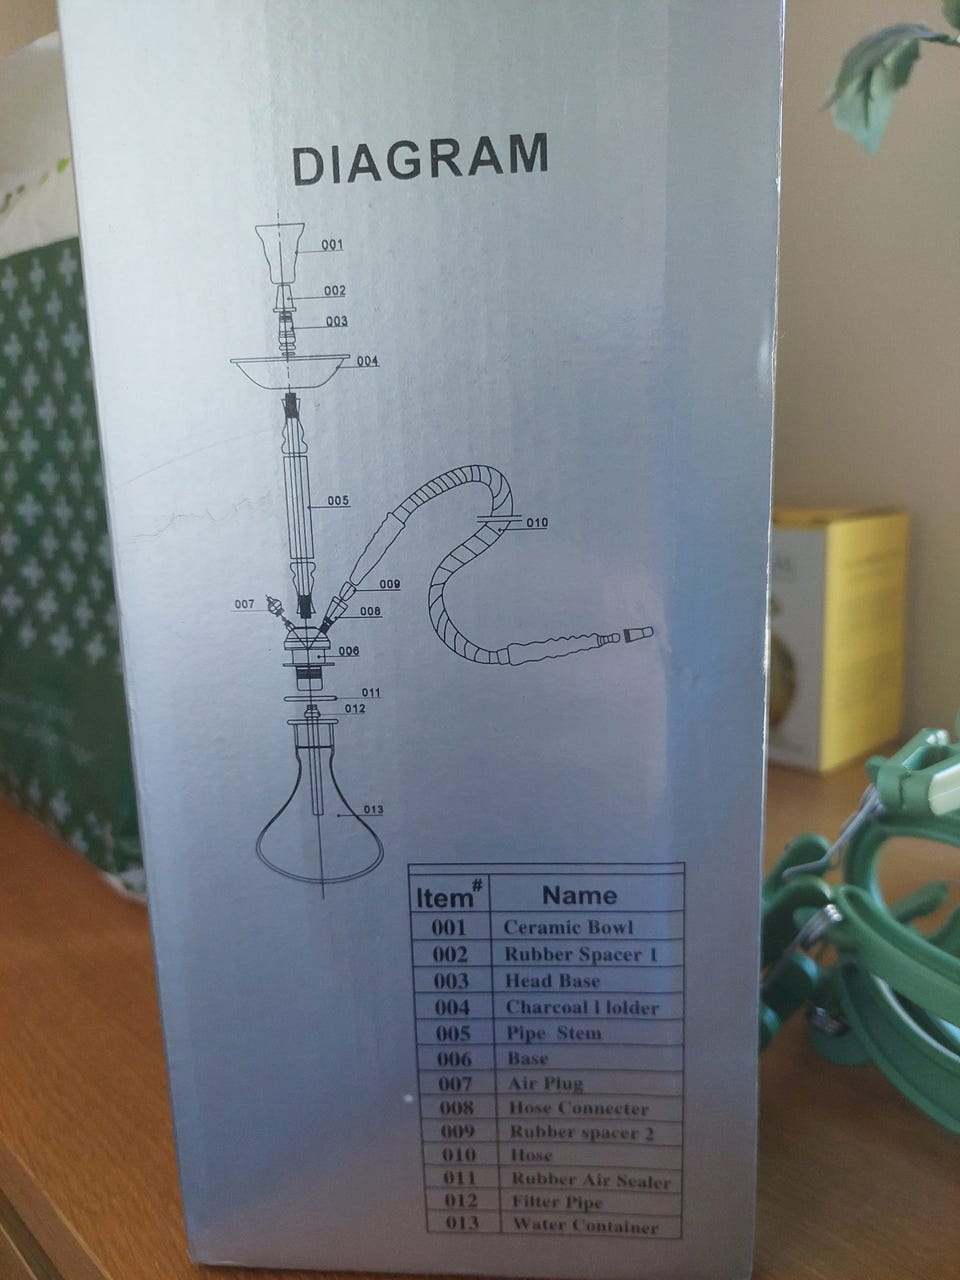 DIAGRAM
001
002
003
004
005
010
009
007
008
006
011
012
013
Item# Name
001 Ceramic Bowl
002 Rubber Spacer 1
003 Head Base
004 Charcoal Holder
005 Pipe Stem
006 Base
007 Air Plug
008 Hose Connecter
009 Rubber spacer 2
010 Hose
011 Rubber Air Sealer
012 Filter Pipe
013 Water Container